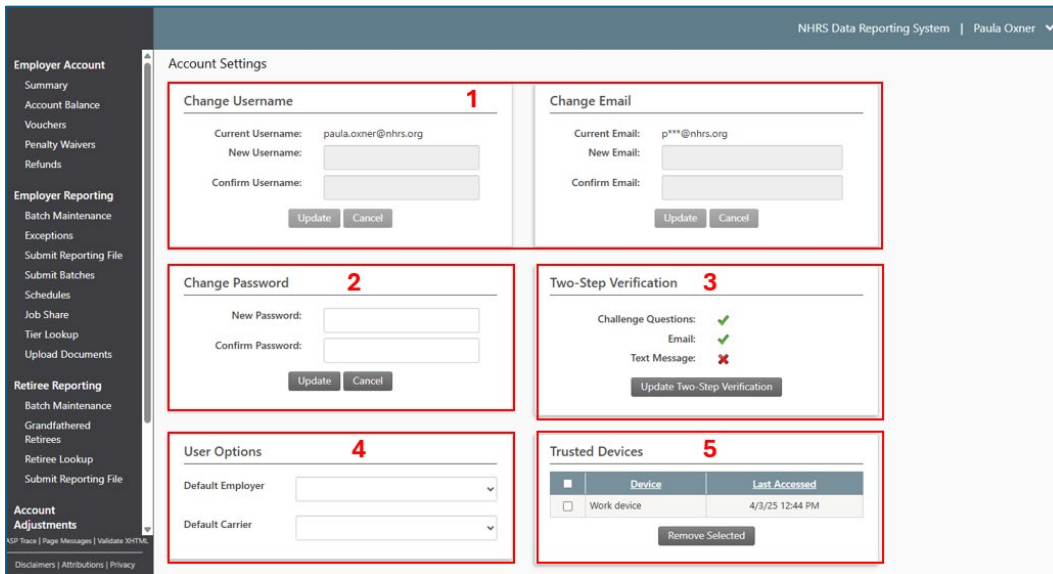 NHRS Data Reporting System | Paula Oxner
Employer Account
Summary
Account Balance
Vouchers
Penalty Waivers
Refunds
Employer Reporting
Batch Maintenance
Exceptions
Submit Reporting File
Submit Batches
Schedules
Job Share
Tier Lookup
Upload Documents
Retiree Reporting
Batch Maintenance
Grandfathered
Retirees
Retiree Lookup
Submit Reporting File
Account
Adjustments
ASP Trace | Page Messages | Validate XHTML
Disclaimers | Attributions | Privacy
Account Settings
Change Username 1
Current Username: paula.oxner@nhrs.org
New Username:
Confirm Username:
Update Cancel
Change Email
Current Email: p***@nhrs.org
New Email:
Confirm Email:
Update Cancel
Change Password 2
New Password:
Confirm Password:
Update Cancel
Two-Step Verification 3
Challenge Questions:
Email:
Text Message:
Update Two-Step Verification
User Options 4
Default Employer
Default Carrier
Trusted Devices 5
Device Last Accessed
Work device 4/3/25 12:44 PM
Remove Selected